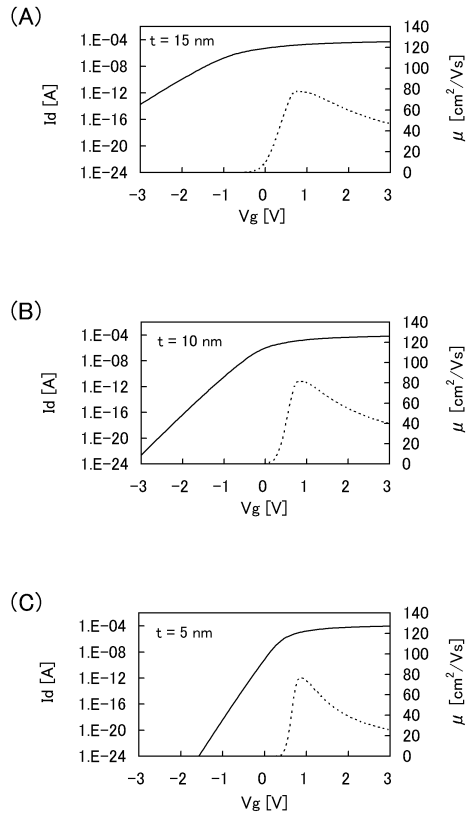 (A)
t = 15 nm
Id [A]
1.E−04
1.E−08
1.E−12
1.E−16
1.E−20
1.E−24
140
120
100
80
60
40
20
0
μ [cm²/Vs]
−3 −2 −1 0 1 2 3
Vg [V]
(B)
t = 10 nm
Id [A]
1.E−04
1.E−08
1.E−12
1.E−16
1.E−20
1.E−24
140
120
100
80
60
40
20
0
μ [cm²/Vs]
−3 −2 −1 0 1 2 3
Vg [V]
(C)
t = 5 nm
Id [A]
1.E−04
1.E−08
1.E−12
1.E−16
1.E−20
1.E−24
140
120
100
80
60
40
20
0
μ [cm²/Vs]
−3 −2 −1 0 1 2 3
Vg [V]